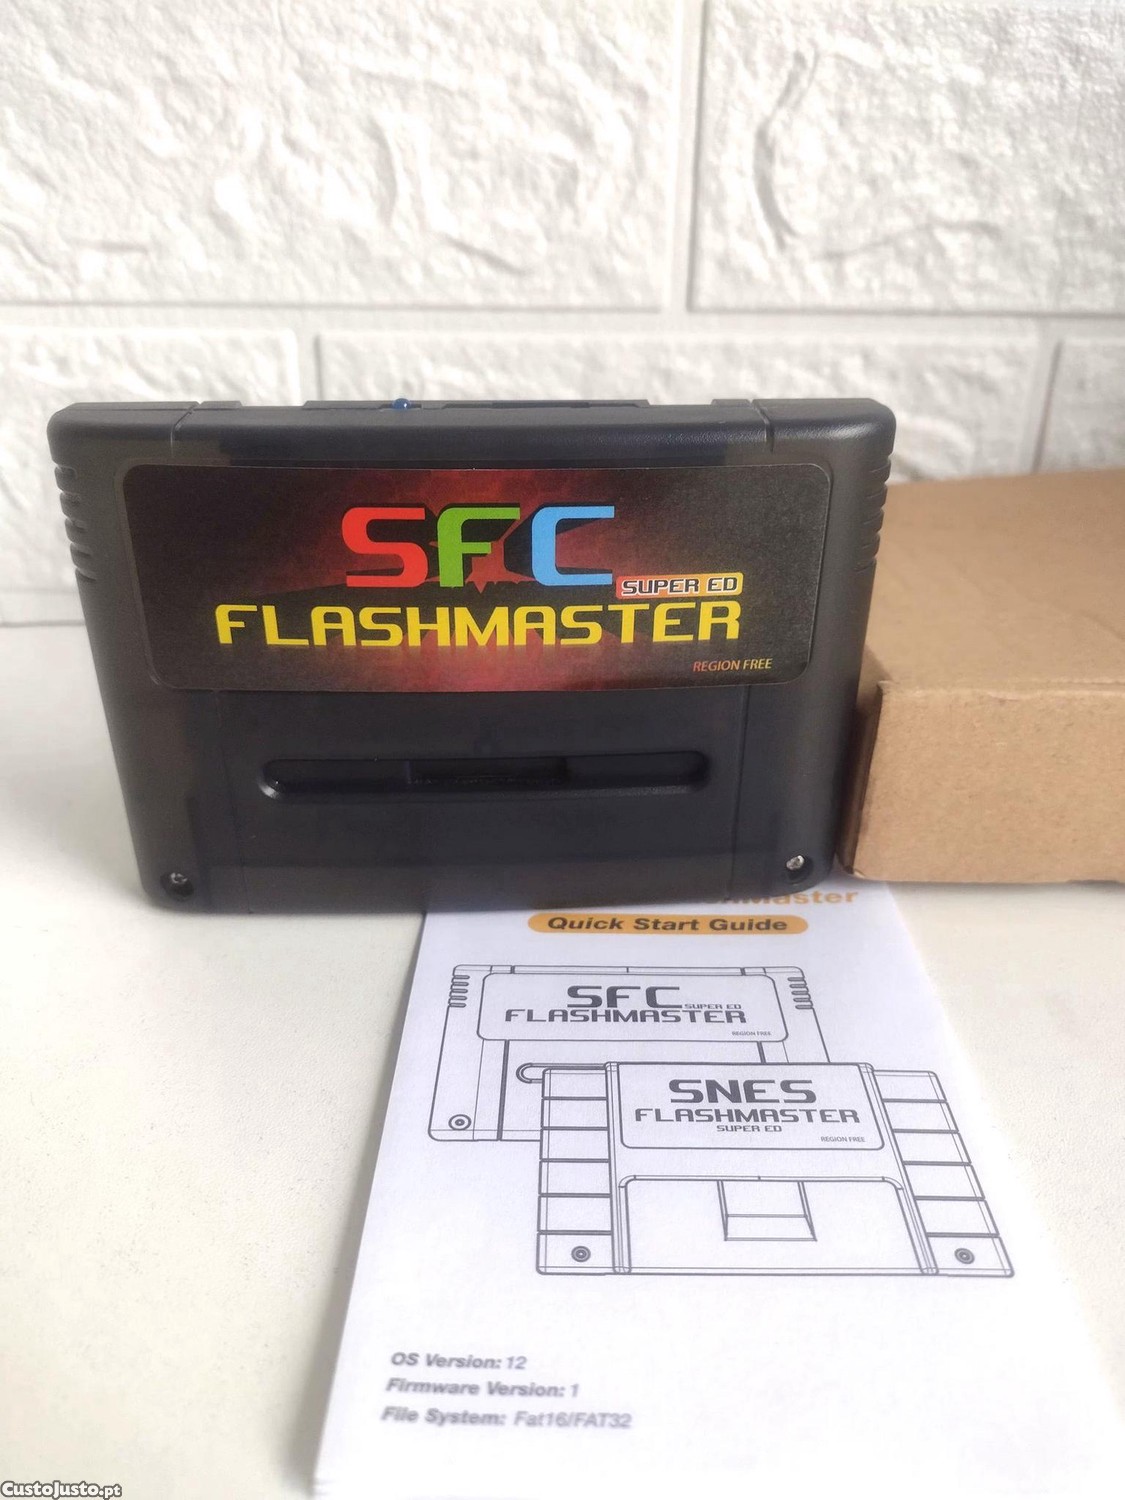 SFC
SUPER ED
FLASHMASTER
REGION FREE
Quick Start Guide
SFC
SUPER ED
FLASHMASTER
REGION FREE
SNES
FLASHMASTER
SUPER ED
REGION FREE
OS Version: 12
Firmware Version: 1
File System: Fat16/FAT32
CustoJusto.pt